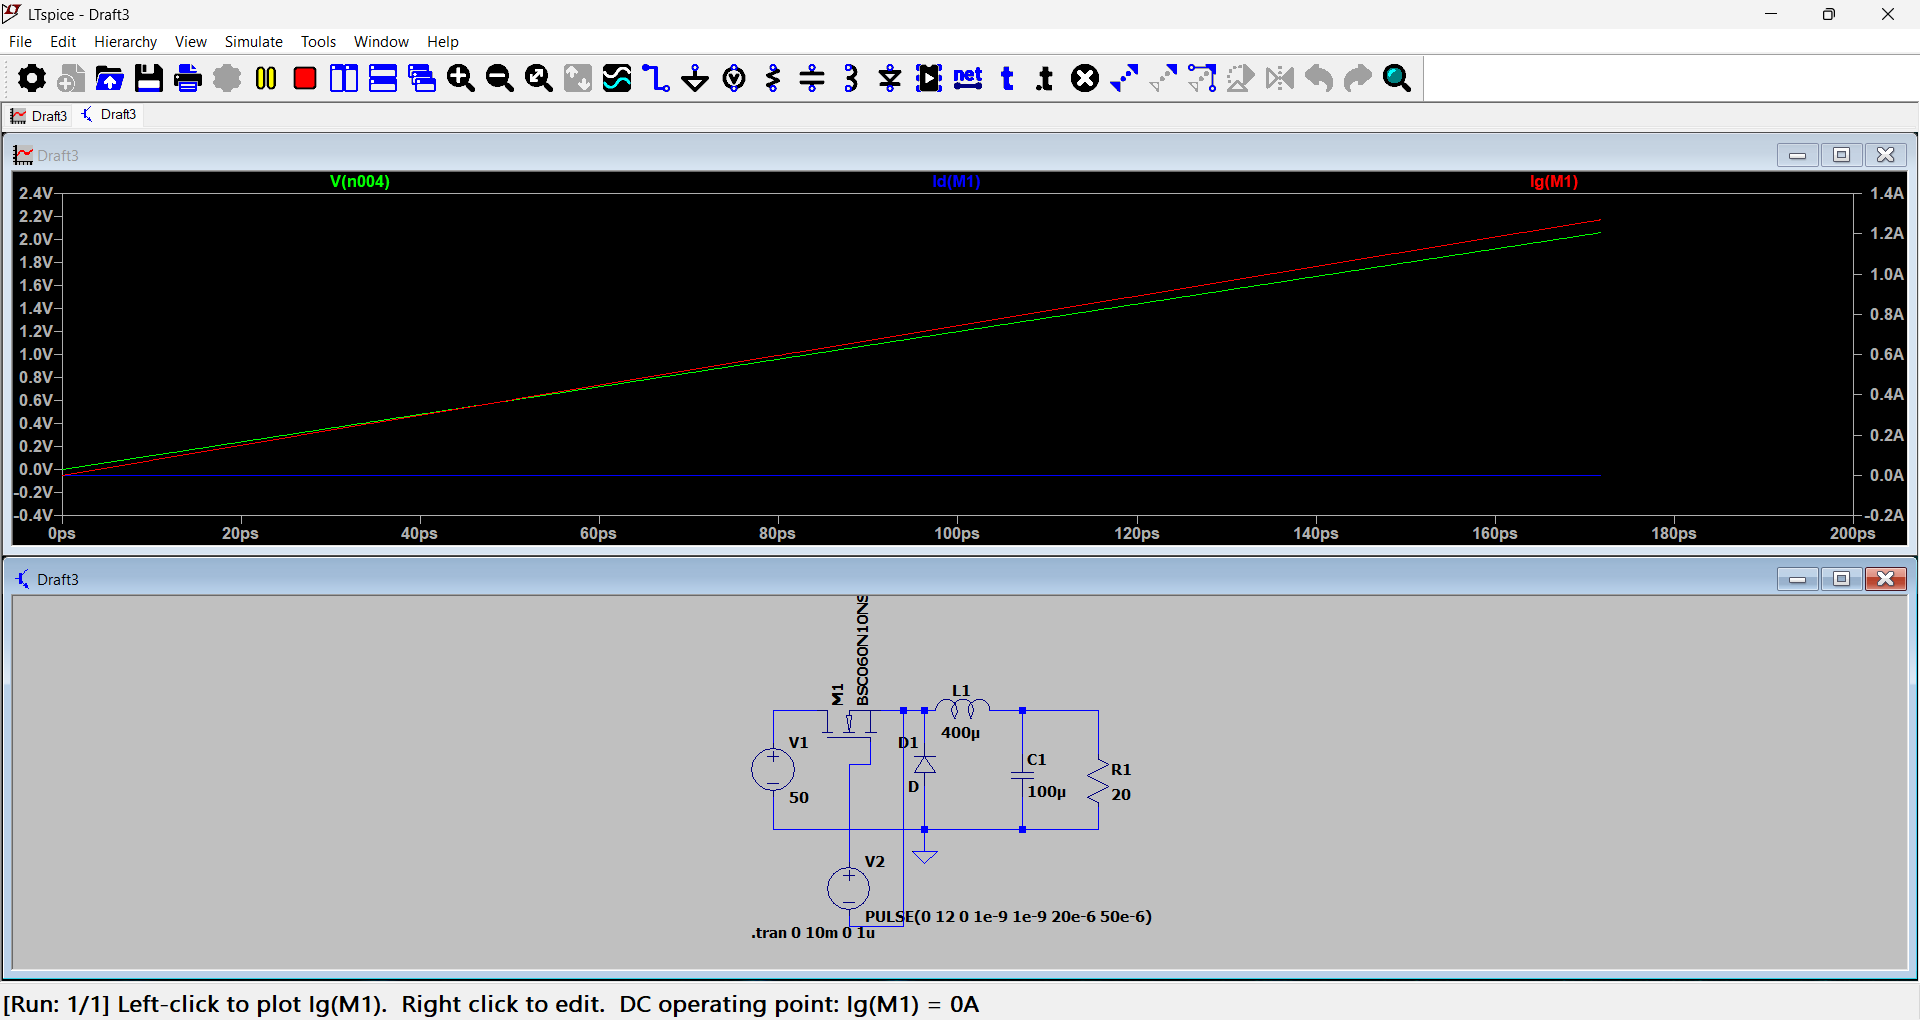 LTspice - Draft3
File Edit Hierarchy View Simulate Tools Window Help
net t .t
Draft3 Draft3
Draft3
V(n004) Id(M1) Ig(M1)
2.4V 1.4A
2.2V
2.0V 1.2A
1.8V
1.6V 1.0A
1.4V 0.8A
1.2V
1.0V 0.6A
0.8V
0.6V 0.4A
0.4V
0.2V 0.2A
0.0V 0.0A
-0.2V
-0.4V -0.2A
0ps 20ps 40ps 60ps 80ps 100ps 120ps 140ps 160ps 180ps 200ps
Draft3
BSC060N10NS
M1
L1
400µ
V1
50
D1
D
C1
100µ
R1
20
V2
PULSE(0 12 0 1e-9 1e-9 20e-6 50e-6)
.tran 0 10m 0 1u
[Run: 1/1] Left-click to plot Ig(M1). Right click to edit. DC operating point: Ig(M1) = 0A